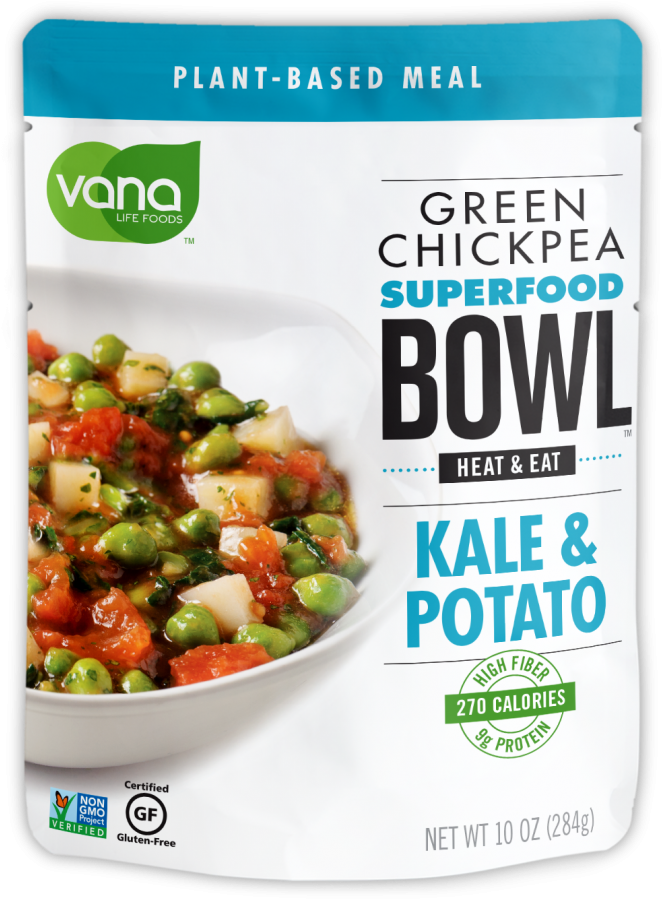 PLANT-BASED MEAL
vana
LIFE FOODS
TM
GREEN
CHICKPEA
SUPERFOOD
BOWL
TM
HEAT & EAT
KALE &
POTATO
HIGH FIBER
270 CALORIES
9g PROTEIN
NON
GMO
Project
VERIFIED
Certified
GF
Gluten-Free
NET WT 10 OZ (284g)